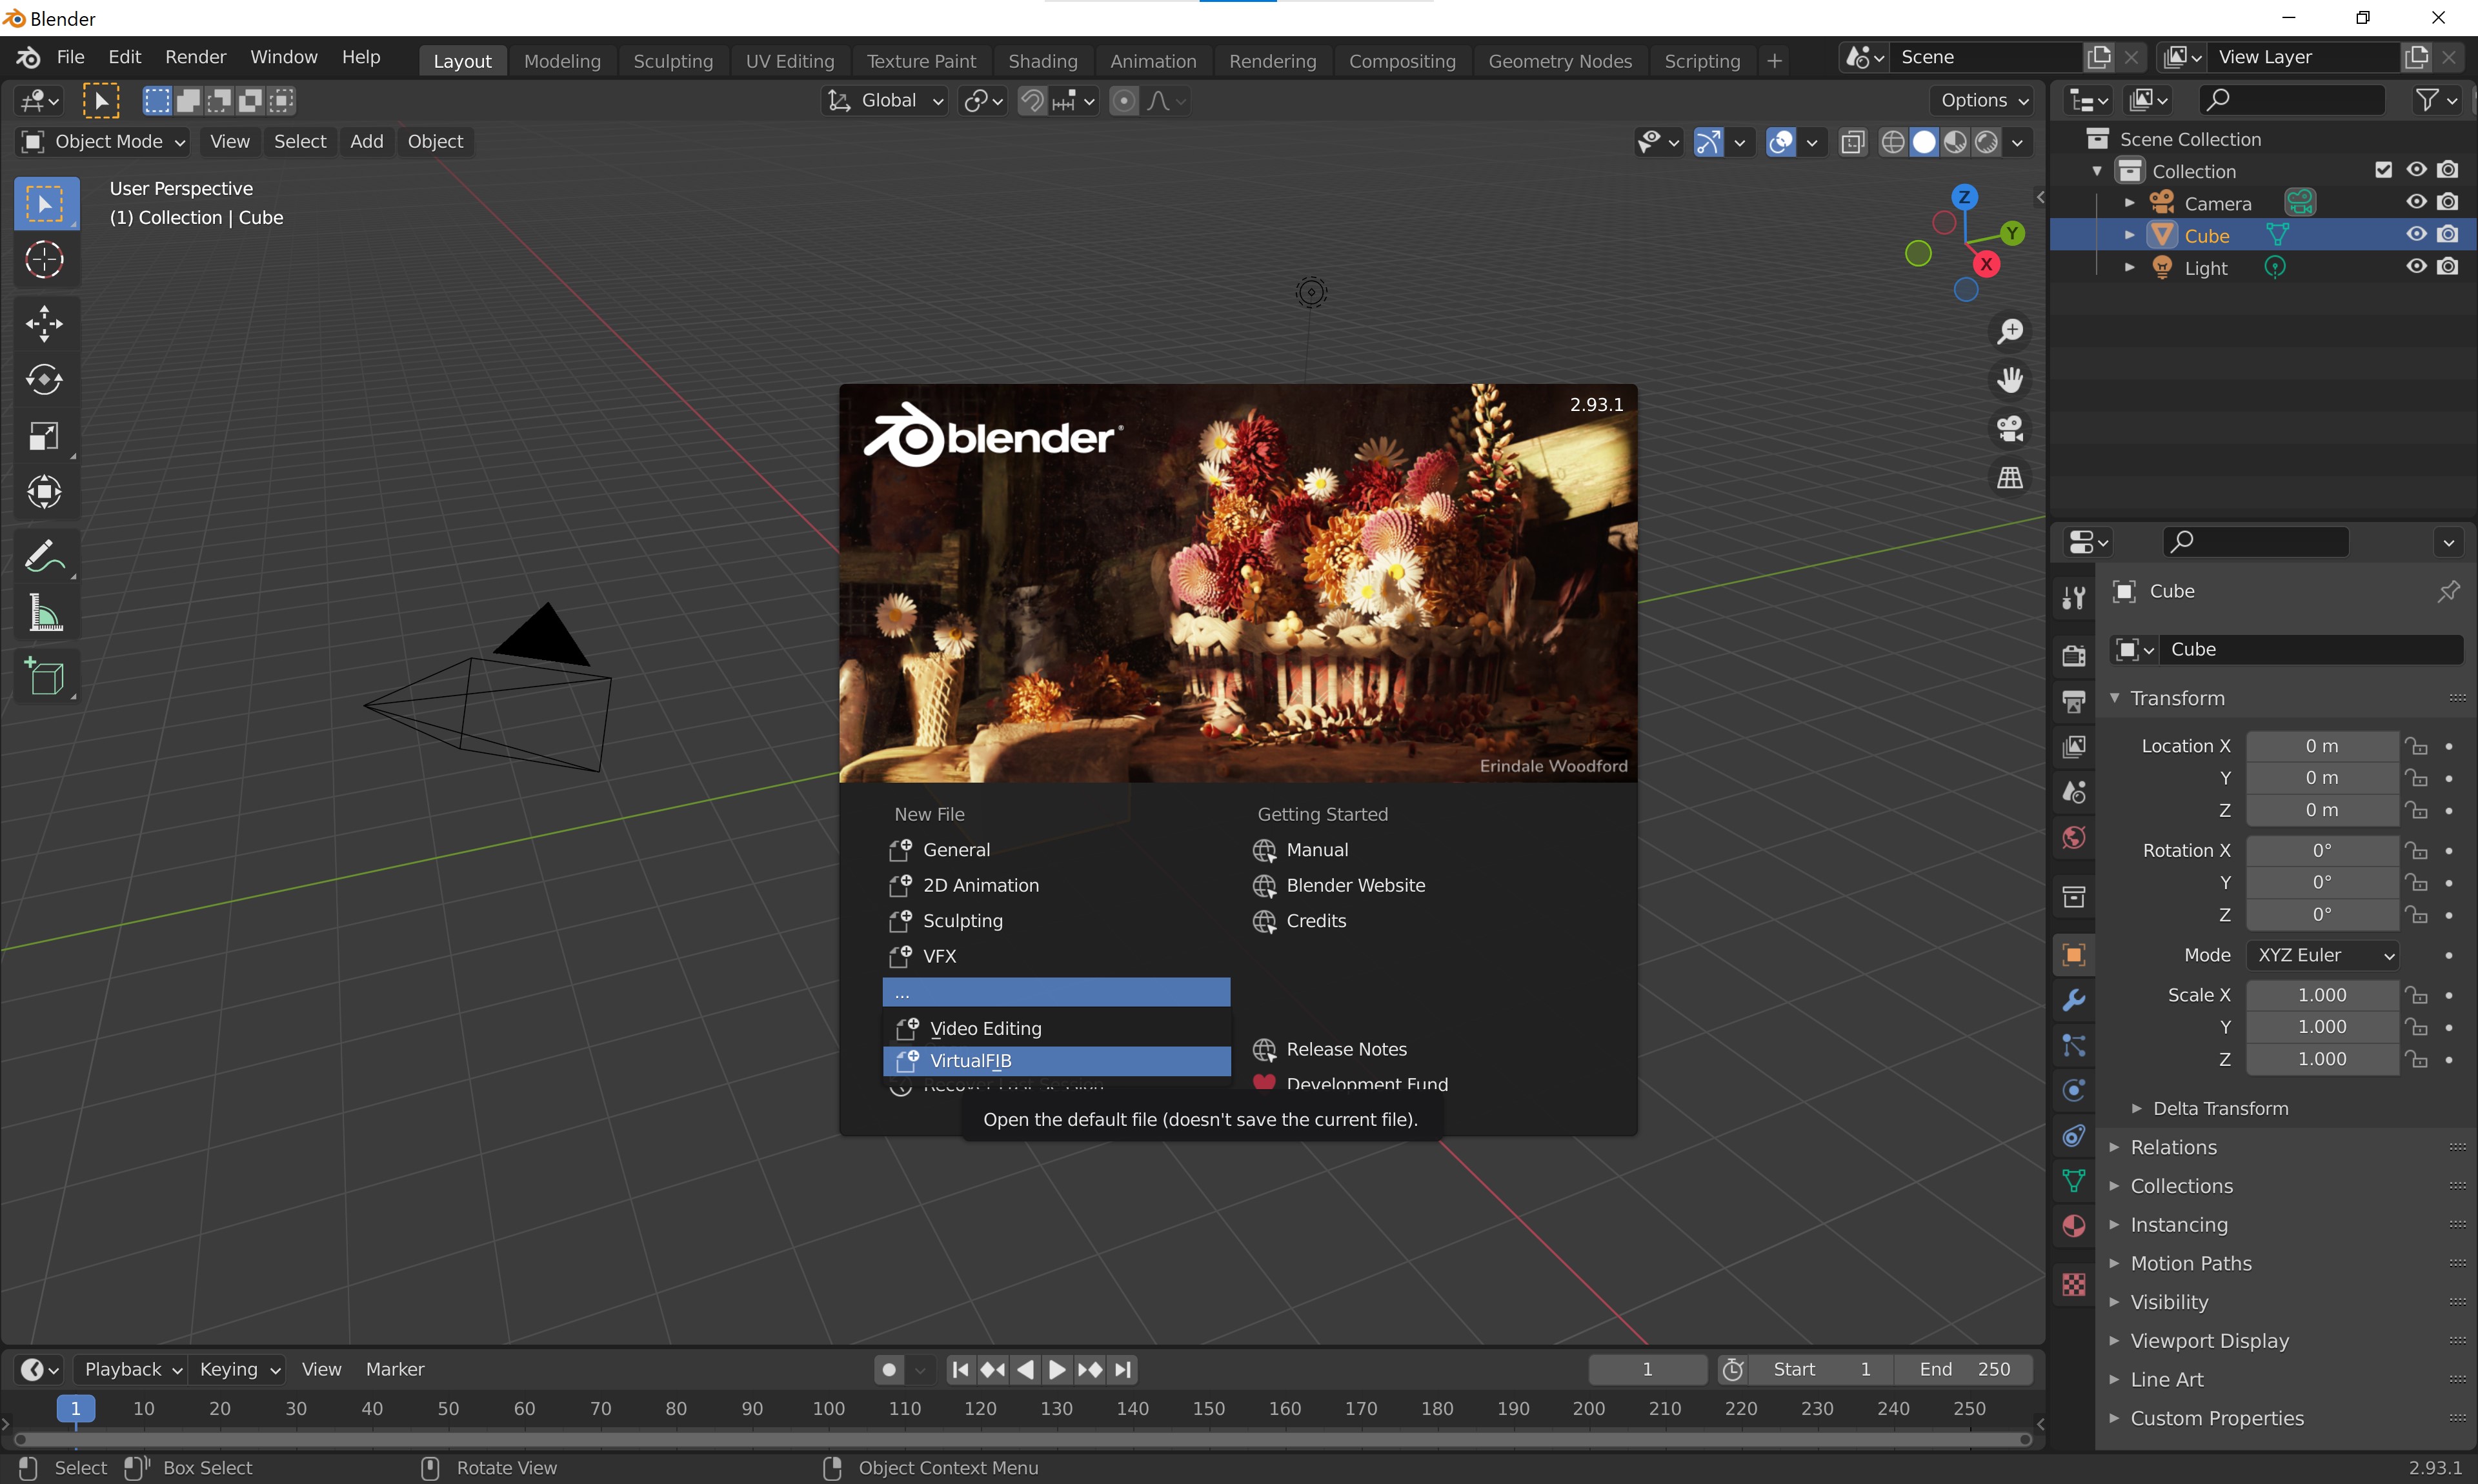 Blender
File Edit Render Window Help Layout Modeling Sculpting UV Editing Texture Paint Shading Animation Rendering Compositing Geometry Nodes Scripting + Scene View Layer
Global Options
Object Mode View Select Add Object
User Perspective
(1) Collection | Cube
Z
Y
X
Scene Collection
Collection
Camera
Cube
Light
blender
2.93.1
Erindale Woodford
New File
General
2D Animation
Sculpting
VFX
...
Video Editing
VirtualFIB
Recover Last Session
Getting Started
Manual
Blender Website
Credits
Release Notes
Development Fund
Open the default file (doesn't save the current file).
Cube
Cube
Transform
Location X 0 m
Y 0 m
Z 0 m
Rotation X 0°
Y 0°
Z 0°
Mode XYZ Euler
Scale X 1.000
Y 1.000
Z 1.000
Delta Transform
Relations
Collections
Instancing
Motion Paths
Visibility
Viewport Display
Line Art
Custom Properties
Playback Keying View Marker 1 Start 1 End 250
1 10 20 30 40 50 60 70 80 90 100 110 120 130 140 150 160 170 180 190 200 210 220 230 240 250
Select Box Select Rotate View Object Context Menu 2.93.1